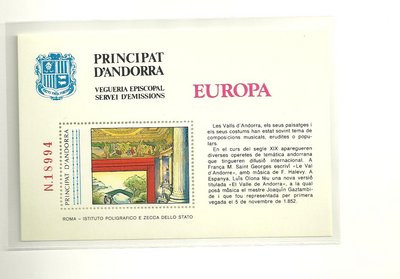 PRINCIPAT
D'ANDORRA
VEGUERIA EPISCOPAL
SERVEI D'EMISSIONS
EUROPA
N.18994
PRINCIPAT D'ANDORRA
ROMA – ISTITUTO POLIGRAFICO E ZECCA DELLO STATO
Les Valls d'Andorra, els seus paisatges i
els seus costums han estat sovint tema de
composicions musicals, erudites o popu-
lars.
En el curs del segle XIX aparegueren
diverses operetes de temàtica andorrana
que tingueren difusió internacional. A
França M. Saint Georges escriví «Le Val
d'Andorre», amb mùsica de F. Halevy. A
Espanya, Luis Olona féu una nova versió
titulada «El Valle de Andorra», a la qual
posà mùsica el mestre Joaquín Gaztambi-
de i que fou representada per primera
vegada el 5 de novembre de 1.852.